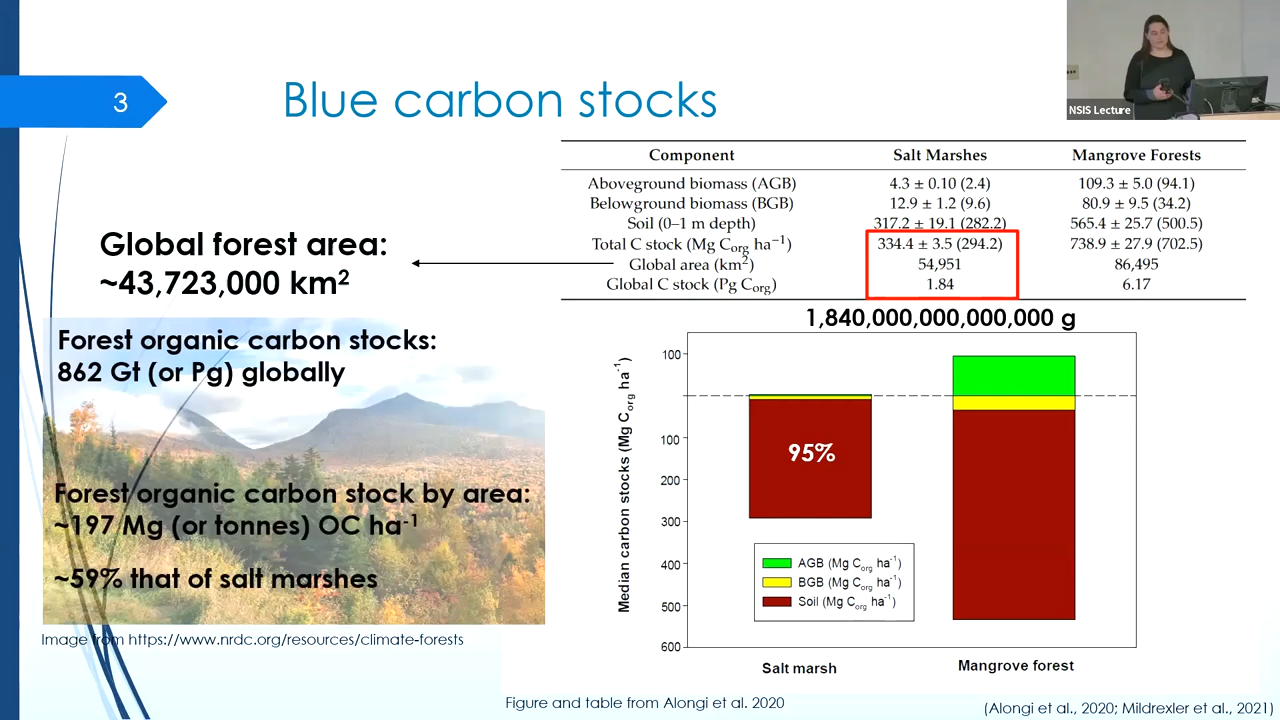 3
Blue carbon stocks
NSIS Lecture
Component Salt Marshes Mangrove Forests
Aboveground biomass (AGB) 4.3 ± 0.10 (2.4) 109.3 ± 5.0 (94.1)
Belowground biomass (BGB) 12.9 ± 1.2 (9.6) 80.9 ± 9.5 (34.2)
Soil (0–1 m depth) 317.2 ± 19.1 (282.2) 565.4 ± 25.7 (500.5)
Total C stock (Mg Corg ha−1) 334.4 ± 3.5 (294.2) 738.9 ± 27.9 (702.5)
Global area (km2) 54,951 86,495
Global C stock (Pg Corg) 1.84 6.17
Global forest area:
~43,723,000 km2
Forest organic carbon stocks:
862 Gt (or Pg) globally
Forest organic carbon stock by area:
~197 Mg (or tonnes) OC ha-1
~59% that of salt marshes
Image from https://www.nrdc.org/resources/climate-forests
1,840,000,000,000,000 g
Median carbon stocks (Mg Corg ha-1)
100
100
200
300
400
500
600
95%
AGB (Mg Corg ha-1)
BGB (Mg Corg ha-1)
Soil (Mg Corg ha-1)
Salt marsh Mangrove forest
Figure and table from Alongi et al. 2020
(Alongi et al., 2020; Mildrexler et al., 2021)